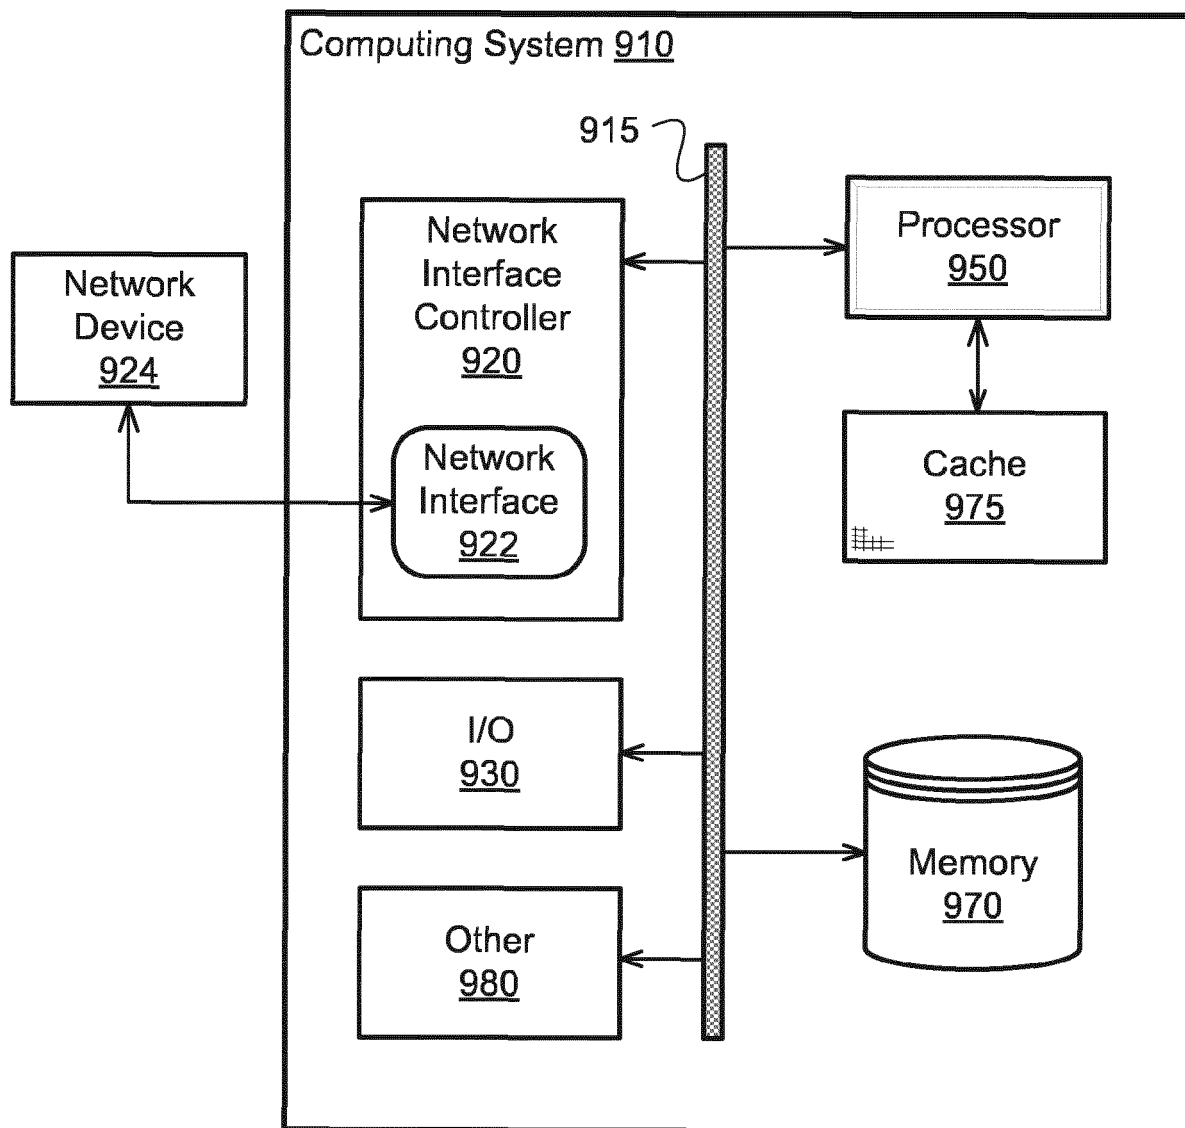 Computing System 910
915
Network
Interface
Controller
920
Processor
950
Network
Device
924
Network
Interface
922
Cache
975
I/O
930
Memory
970
Other
980